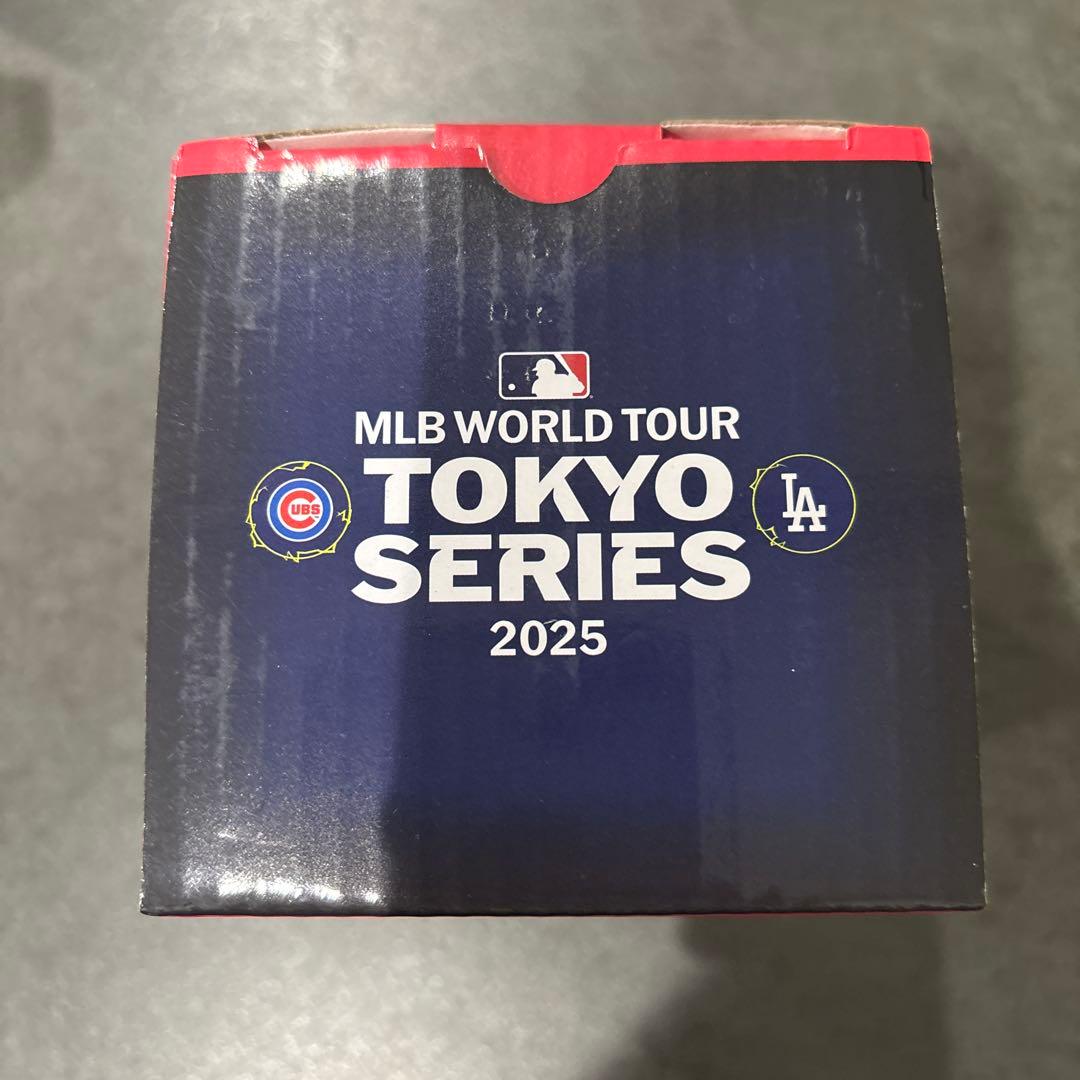 MLB WORLD TOUR
TOKYO
SERIES
2025
CUBS
LA